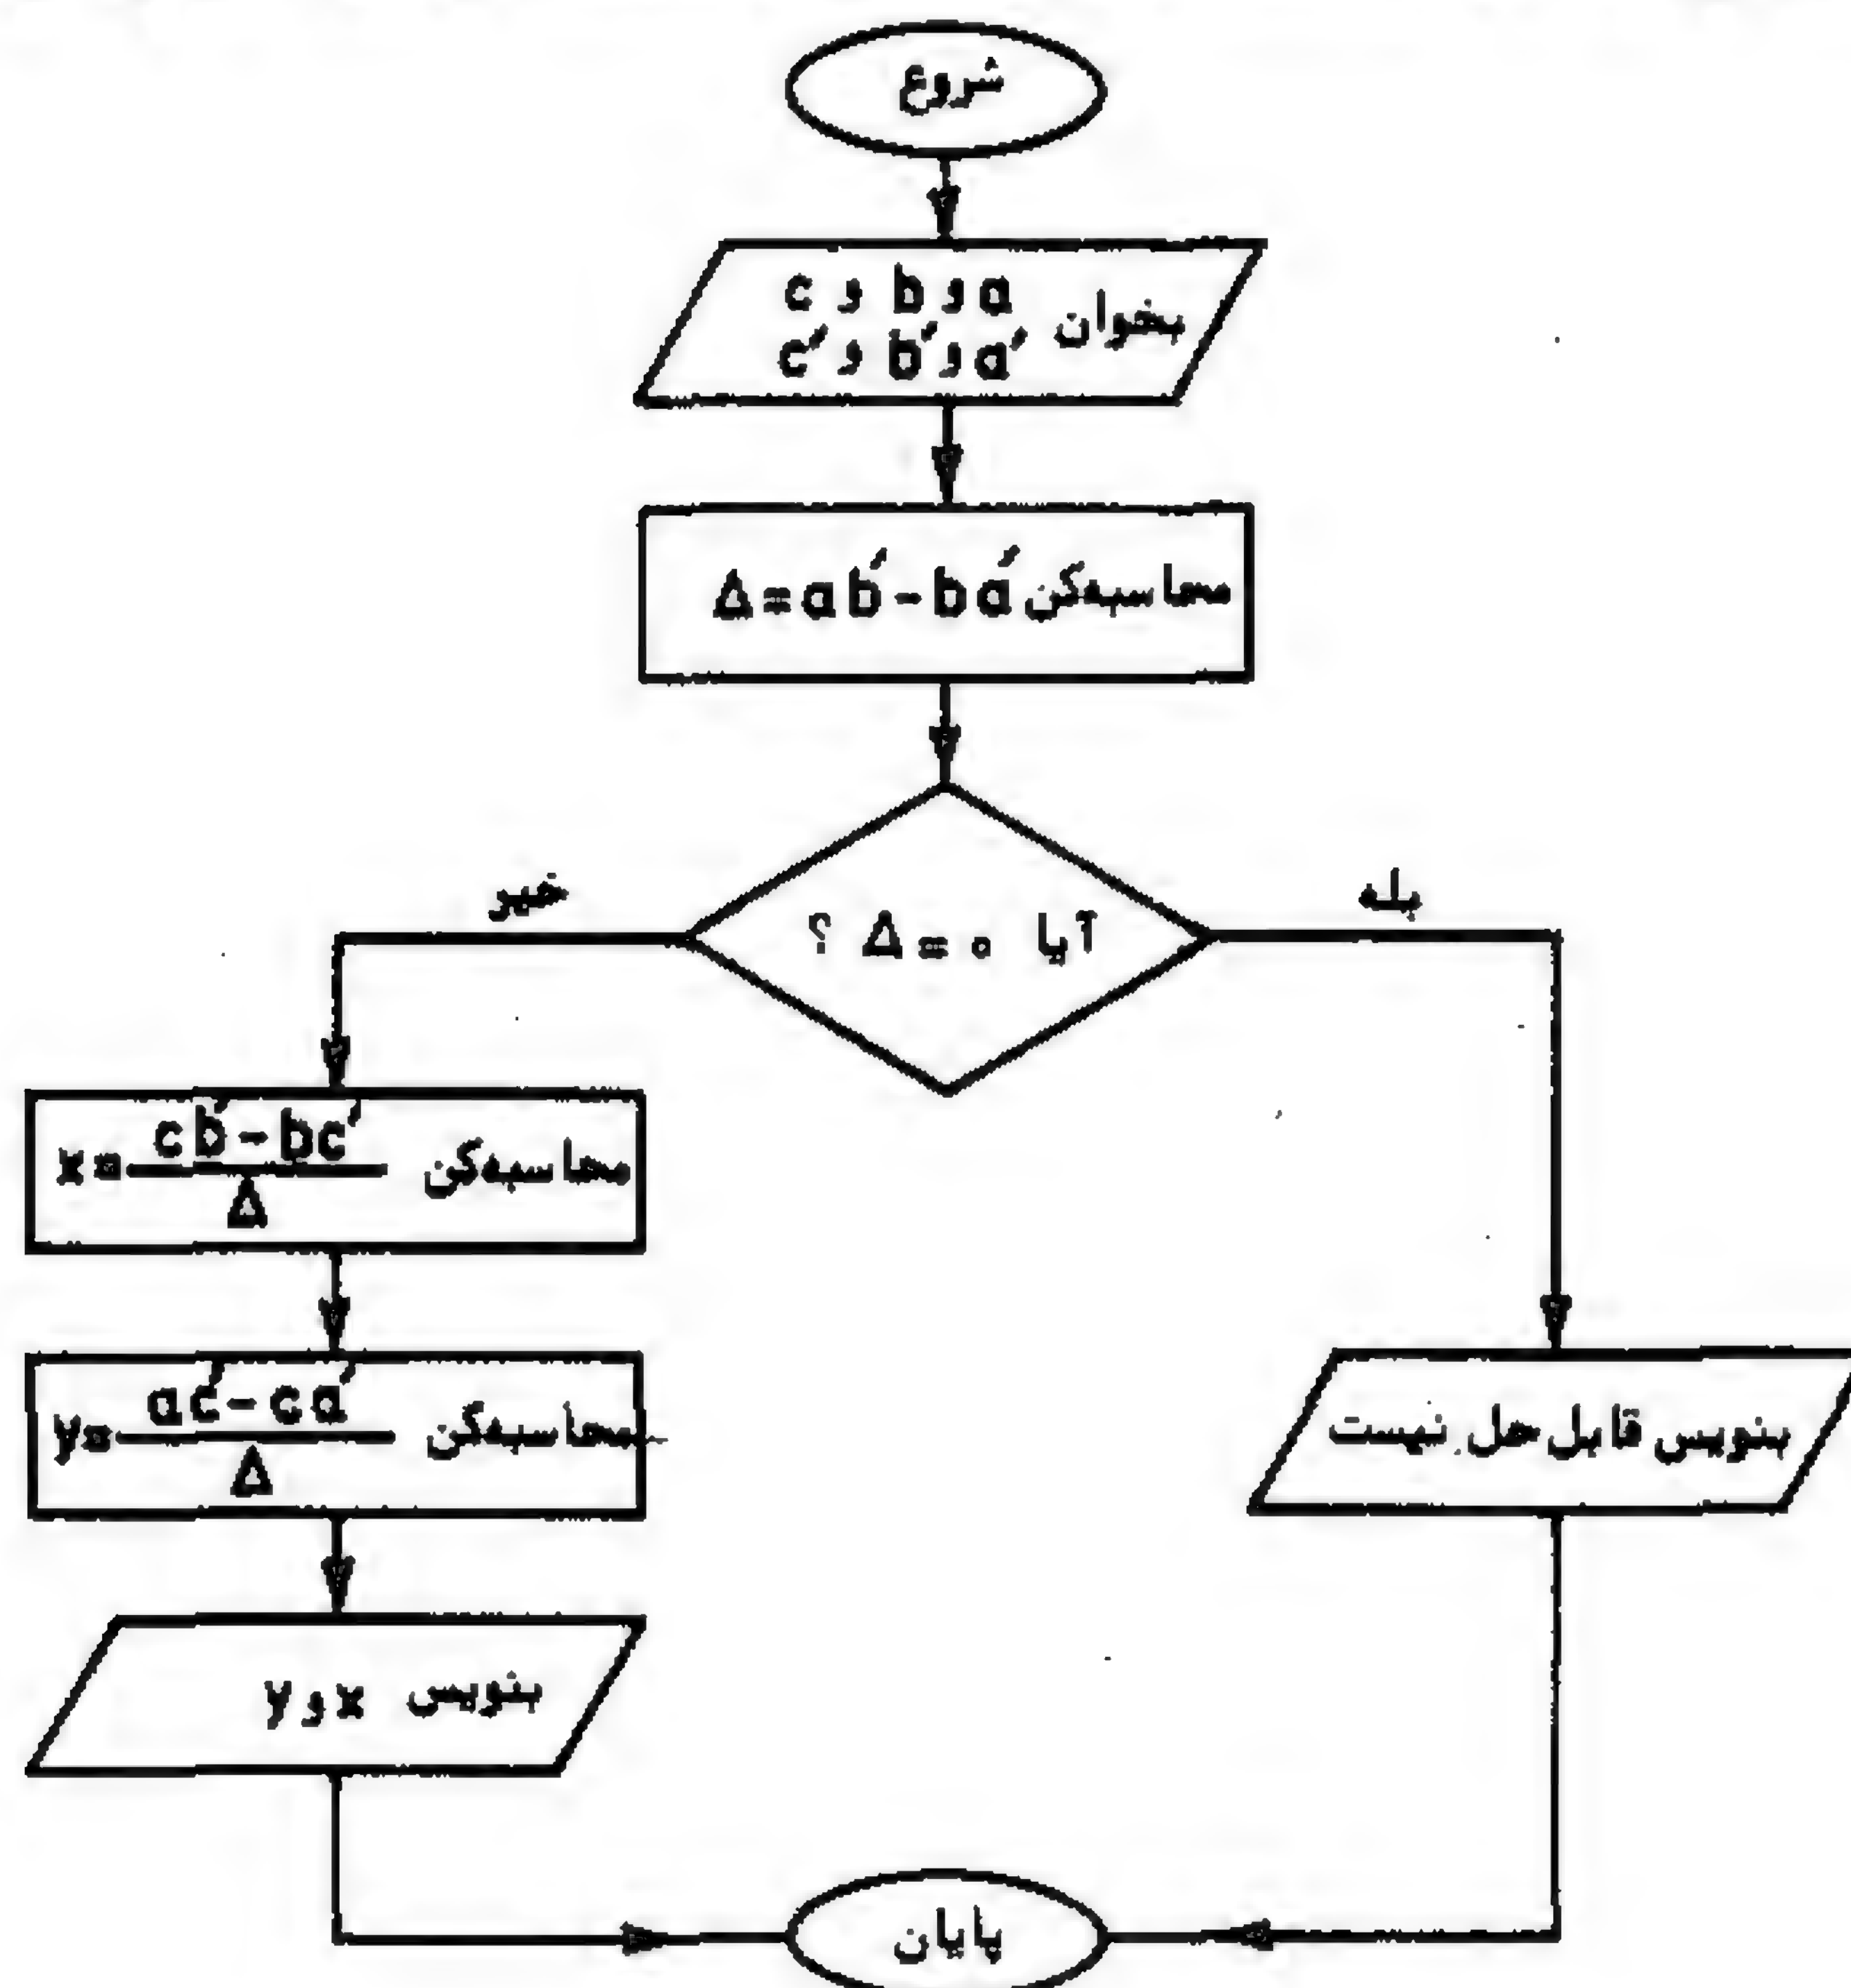 شروع
بخوان a و b و c
a′ و b′ و c′
محاسبه‌کن Δ=ab′-ba′
آیا Δ=۰ ؟
خیر
بله
محاسبه‌کن x=(cb′-bc′)/Δ
محاسبه‌کن y=(ac′-ca′)/Δ
بنویس قابل حل نیست
بنویس x و y
پایان